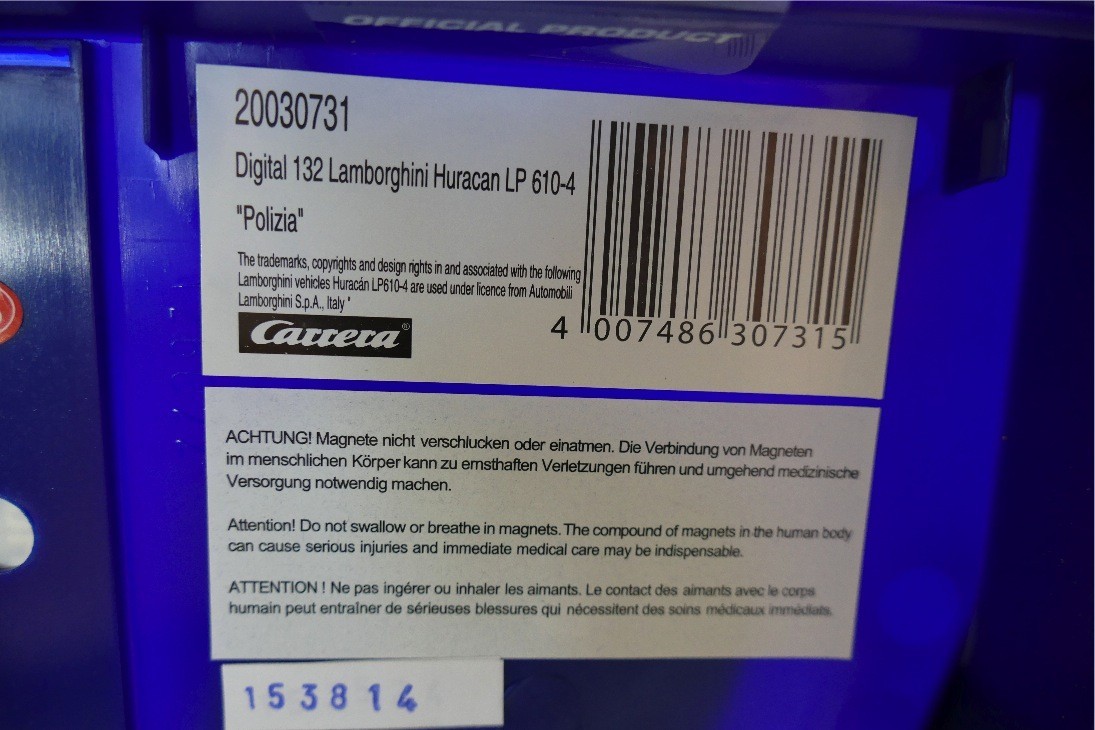 OFFICIAL PRODUCT
20030731
Digital 132 Lamborghini Huracan LP 610-4
"Polizia"
The trademarks, copyrights and design rights in and associated with the following
Lamborghini vehicles Huracán LP610-4 are used under licence from Automobili
Lamborghini S.p.A., Italy "
Carrera®
4 007486 307315
ACHTUNG! Magnete nicht verschlucken oder einatmen. Die Verbindung von Magneten
im menschlichen Körper kann zu ernsthaften Verletzungen führen und umgehend medizinische
Versorgung notwendig machen.
Attention! Do not swallow or breathe in magnets. The compound of magnets in the human body
can cause serious injuries and immediate medical care may be indispensable.
ATTENTION ! Ne pas ingérer ou inhaler les aimants. Le contact des aimants avec le corps
humain peut entraîner de sérieuses blessures qui nécessitent des soins médicaux immédiats.
153814